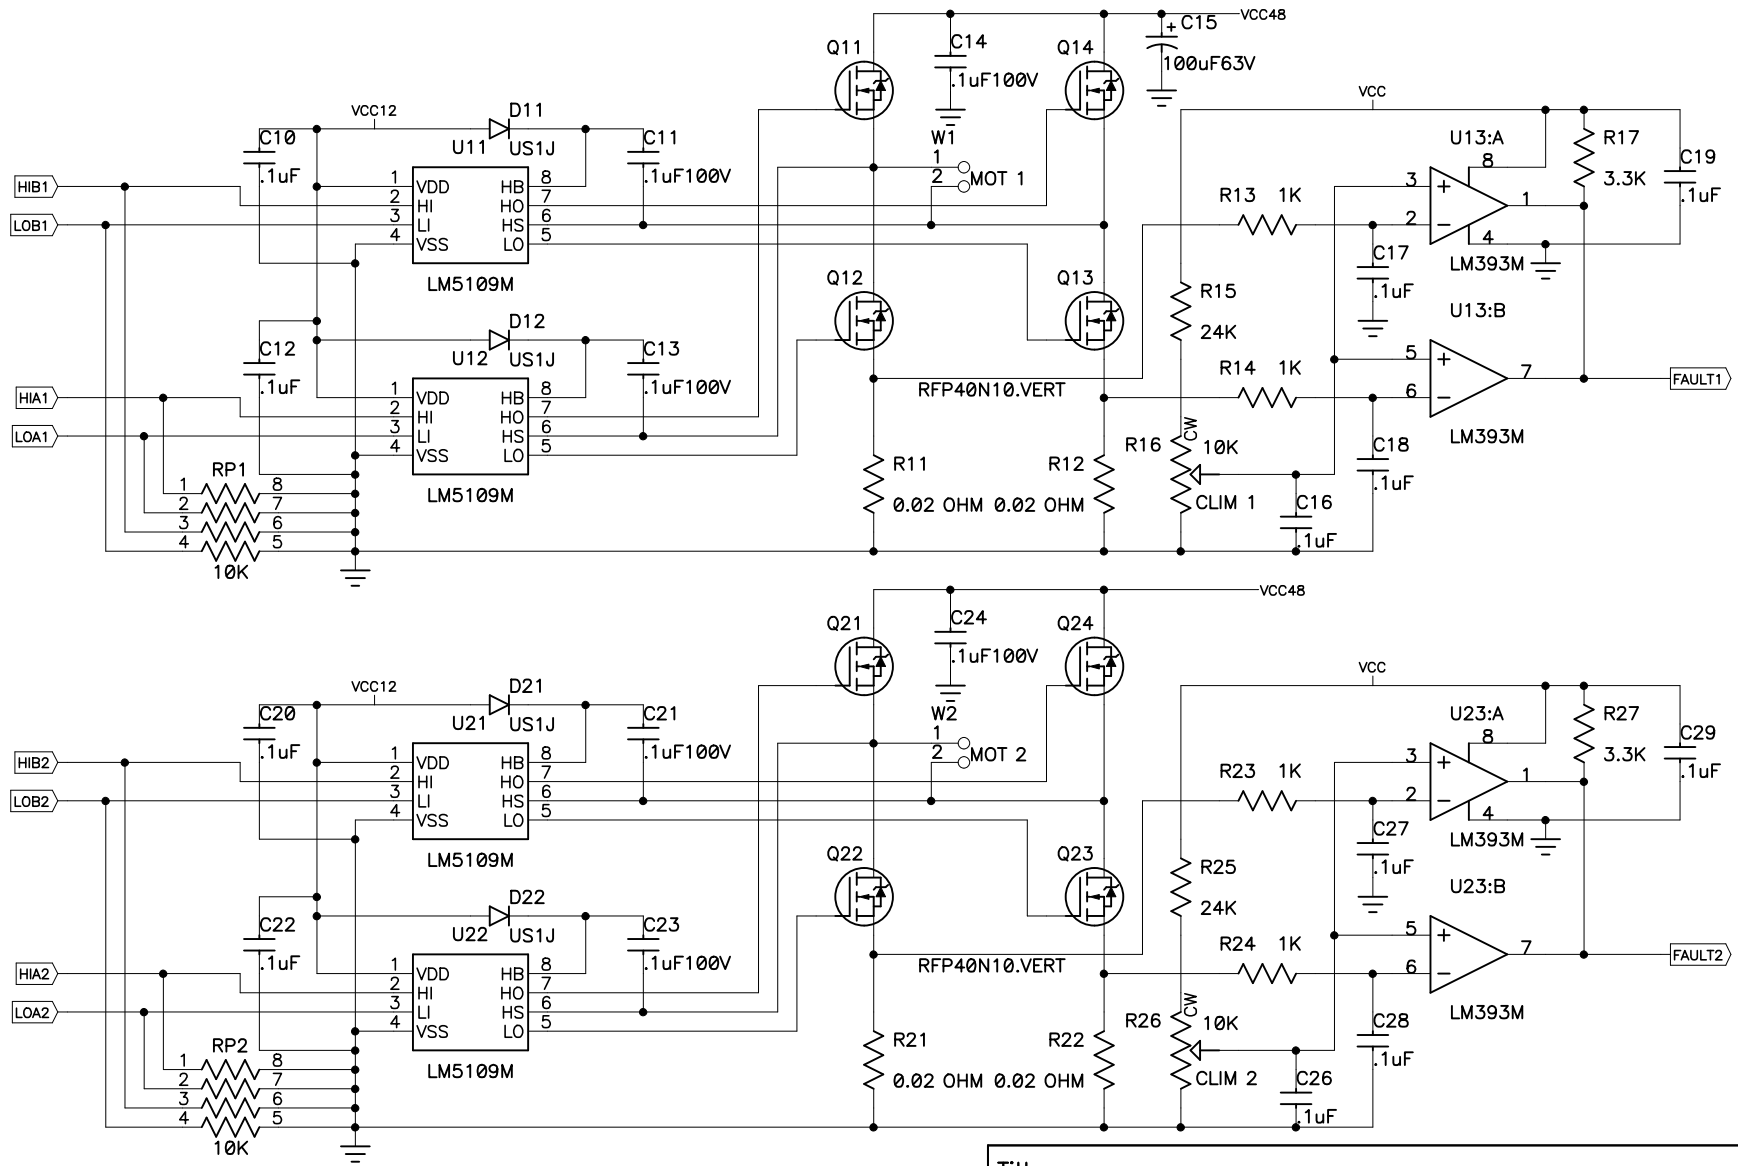 VCC48
C15
+
100uF63V
Q11
C14
.1uF100V
Q14
VCC
VCC12
D11
US1J
U11
C10
.1uF
C11
.1uF100V
W1
1
2
MOT 1
U13:A
8
R17
3.3K
C19
.1uF
HIB1
LOB1
1 VDD HB 8
2 HI HO 7
3 LI HS 6
4 VSS LO 5
LM5109M
R13 1K
3 +
2 -
1
4
LM393M
C17
.1uF
Q12
Q13
R15
24K
U13:B
D12
US1J
U12
C12
.1uF
C13
.1uF100V
RFP40N10.VERT
R14 1K
5 +
6 -
7
LM393M
FAULT1
HIA1
LOA1
1 VDD HB 8
2 HI HO 7
3 LI HS 6
4 VSS LO 5
LM5109M
RP1
1 8
2 7
3 6
4 5
10K
R11
0.02 OHM
R12
0.02 OHM
R16
CW
10K
CLIM 1
C16
.1uF
C18
.1uF
VCC48
Q21
C24
.1uF100V
Q24
VCC
VCC12
D21
US1J
U21
C20
.1uF
C21
.1uF100V
W2
1
2
MOT 2
U23:A
8
R27
3.3K
C29
.1uF
HIB2
LOB2
1 VDD HB 8
2 HI HO 7
3 LI HS 6
4 VSS LO 5
LM5109M
R23 1K
3 +
2 -
1
4
LM393M
C27
.1uF
Q22
Q23
R25
24K
U23:B
D22
US1J
U22
C22
.1uF
C23
.1uF100V
RFP40N10.VERT
R24 1K
5 +
6 -
7
LM393M
FAULT2
HIA2
LOA2
1 VDD HB 8
2 HI HO 7
3 LI HS 6
4 VSS LO 5
LM5109M
RP2
1 8
2 7
3 6
4 5
10K
R21
0.02 OHM
R22
0.02 OHM
R26
CW
10K
CLIM 2
C26
.1uF
C28
.1uF